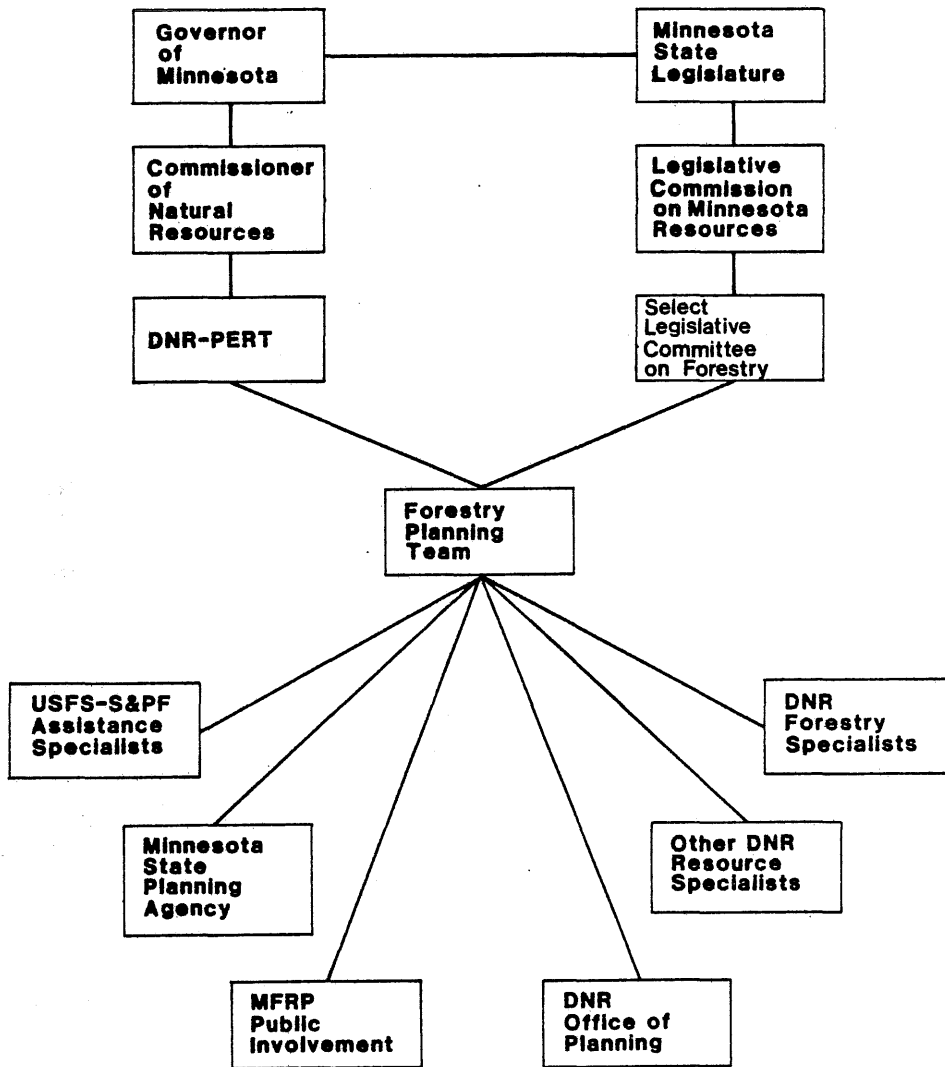 Governor
of
Minnesota
Minnesota
State
Legislature
Commissioner
of
Natural
Resources
Legislative
Commission
on Minnesota
Resources
DNR-PERT
Select
Legislative
Committee
on Forestry
Forestry
Planning
Team
USFS-S&PF
Assistance
Specialists
DNR
Forestry
Specialists
Minnesota
State
Planning
Agency
Other DNR
Resource
Specialists
MFRP
Public
Involvement
DNR
Office of
Planning